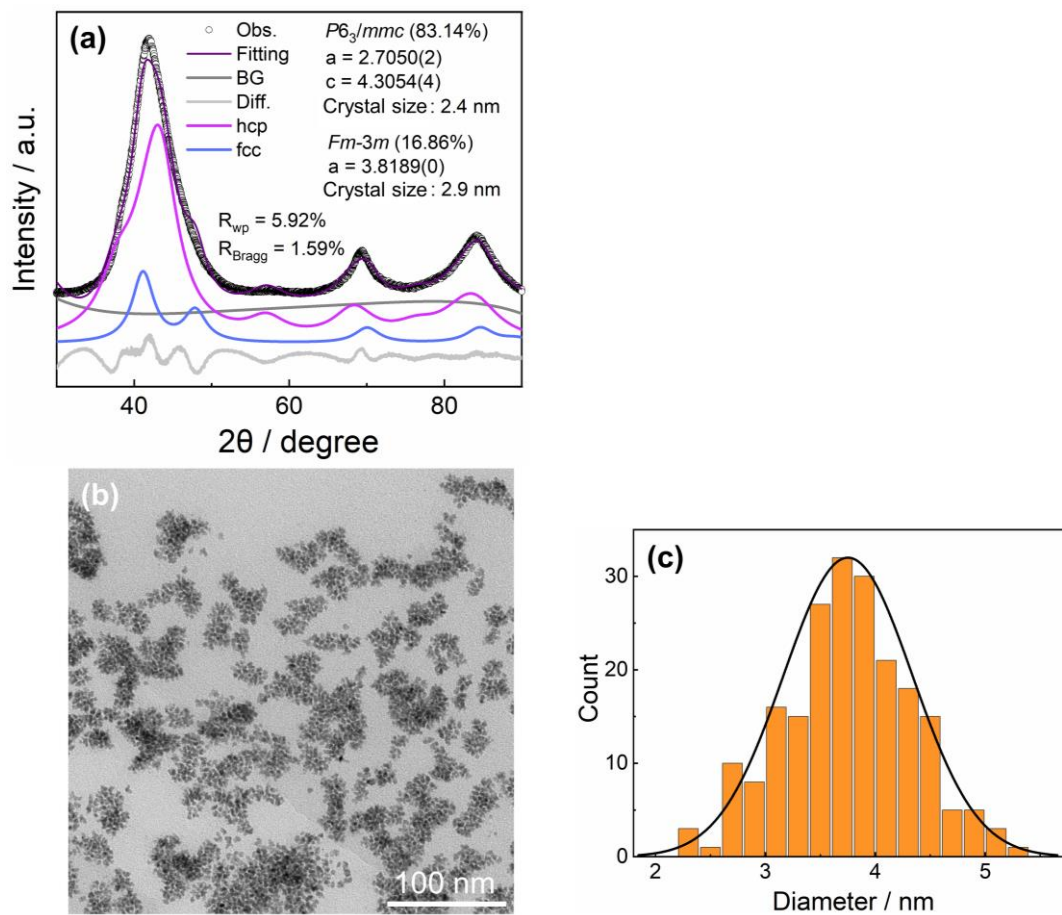 (a)
Obs.
Fitting
BG
Diff.
hcp
fcc
P6₃/mmc (83.14%)
a = 2.7050(2)
c = 4.3054(4)
Crystal size: 2.4 nm
Fm-3m (16.86%)
a = 3.8189(0)
Crystal size: 2.9 nm
R_wp = 5.92%
R_Bragg = 1.59%
Intensity / a.u.
40 60 80
2θ / degree
(b)
100 nm
(c)
30
20
10
0
Count
2 3 4 5
Diameter / nm